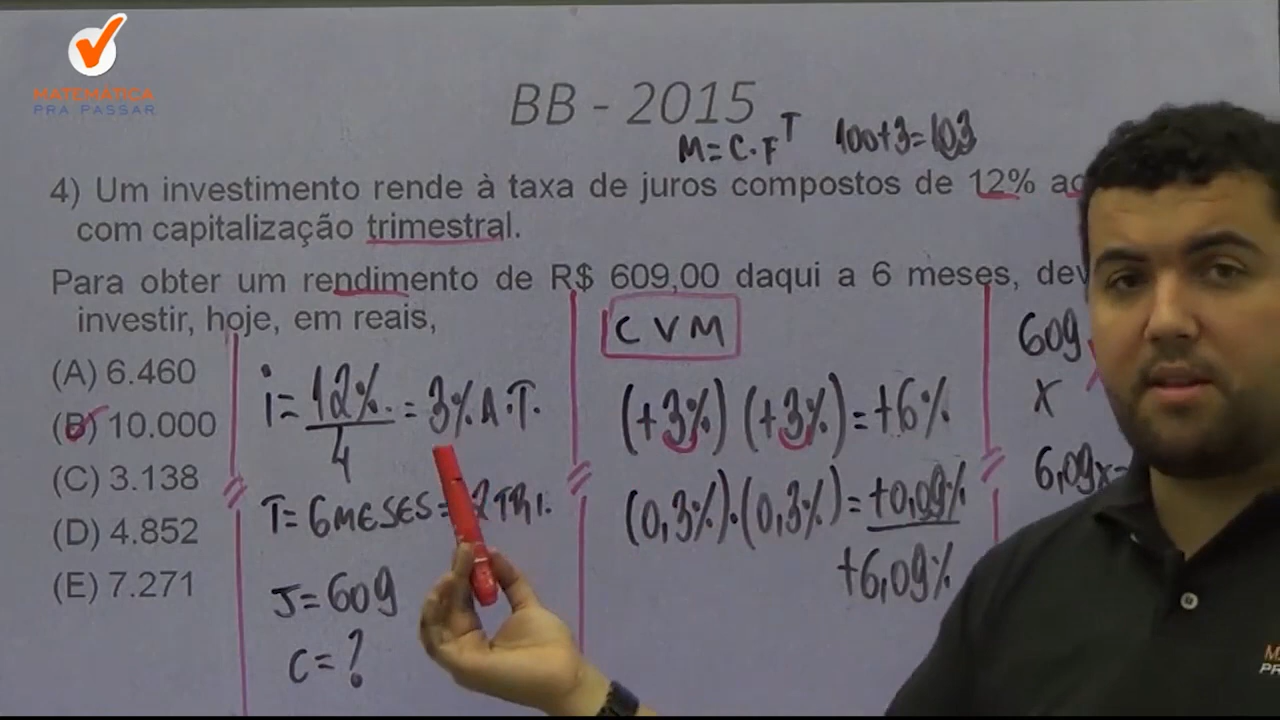 MATEMÁTICA
PRA PASSAR
BB - 2015
M=C.F^T 100+3=103
4) Um investimento rende à taxa de juros compostos de 12%
com capitalização trimestral.
Para obter um rendimento de R$ 609,00 daqui a 6 meses,
investir, hoje, em reais,
(A) 6.460
(B) 10.000
(C) 3.138
(D) 4.852
(E) 7.271
i=12%/4=3% A.T.
T=6MESES=2TRI.
J=609
C=?
CVM
(+3%) (+3%)=+6%
(0,3%).(0,3%)=+0,09%
+6,09%
609
x
6,09x=